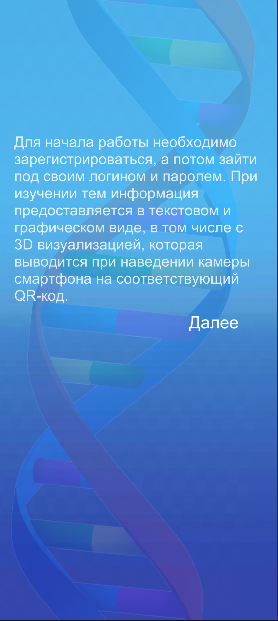 Для начала работы необходимо
зарегистрироваться, а потом зайти
под своим логином и паролем. При
изучении тем информация
предоставляется в текстовом и
графическом виде, в том числе с
3D визуализацией, которая
выводится при наведении камеры
смартфона на соответствующий
QR-код.
Далее